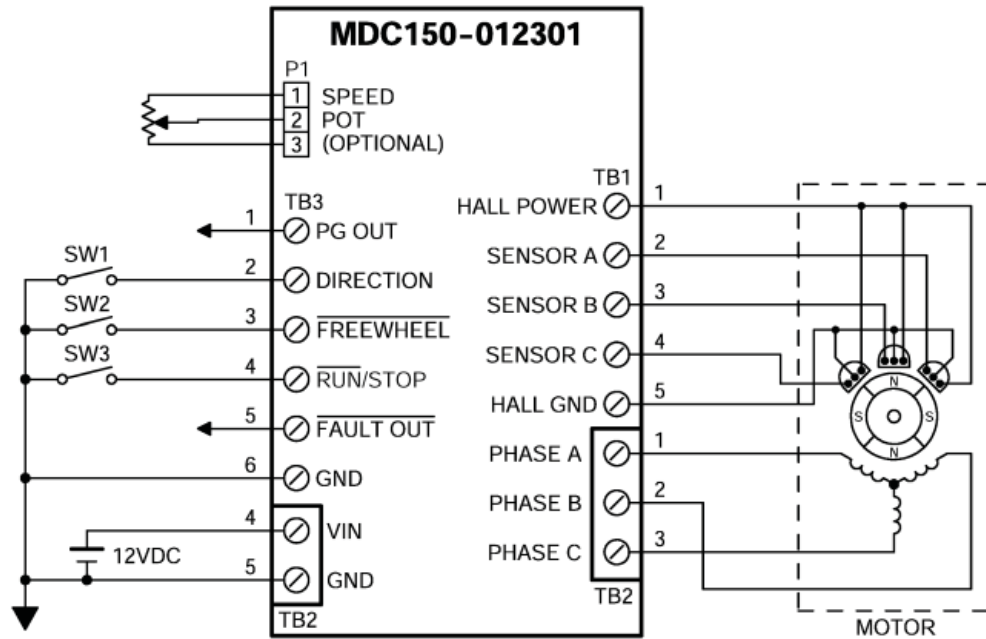 MDC150-012301
P1
1 SPEED
2 POT
3 (OPTIONAL)
TB3
1 PG OUT
SW1
2 DIRECTION
SW2
3 FREEWHEEL
SW3
4 RUN/STOP
5 FAULT OUT
6 GND
4 VIN
12VDC
5 GND
TB2
TB1
HALL POWER 1
SENSOR A 2
SENSOR B 3
SENSOR C 4
HALL GND 5
PHASE A 1
PHASE B 2
PHASE C 3
TB2
N
S S
N
MOTOR